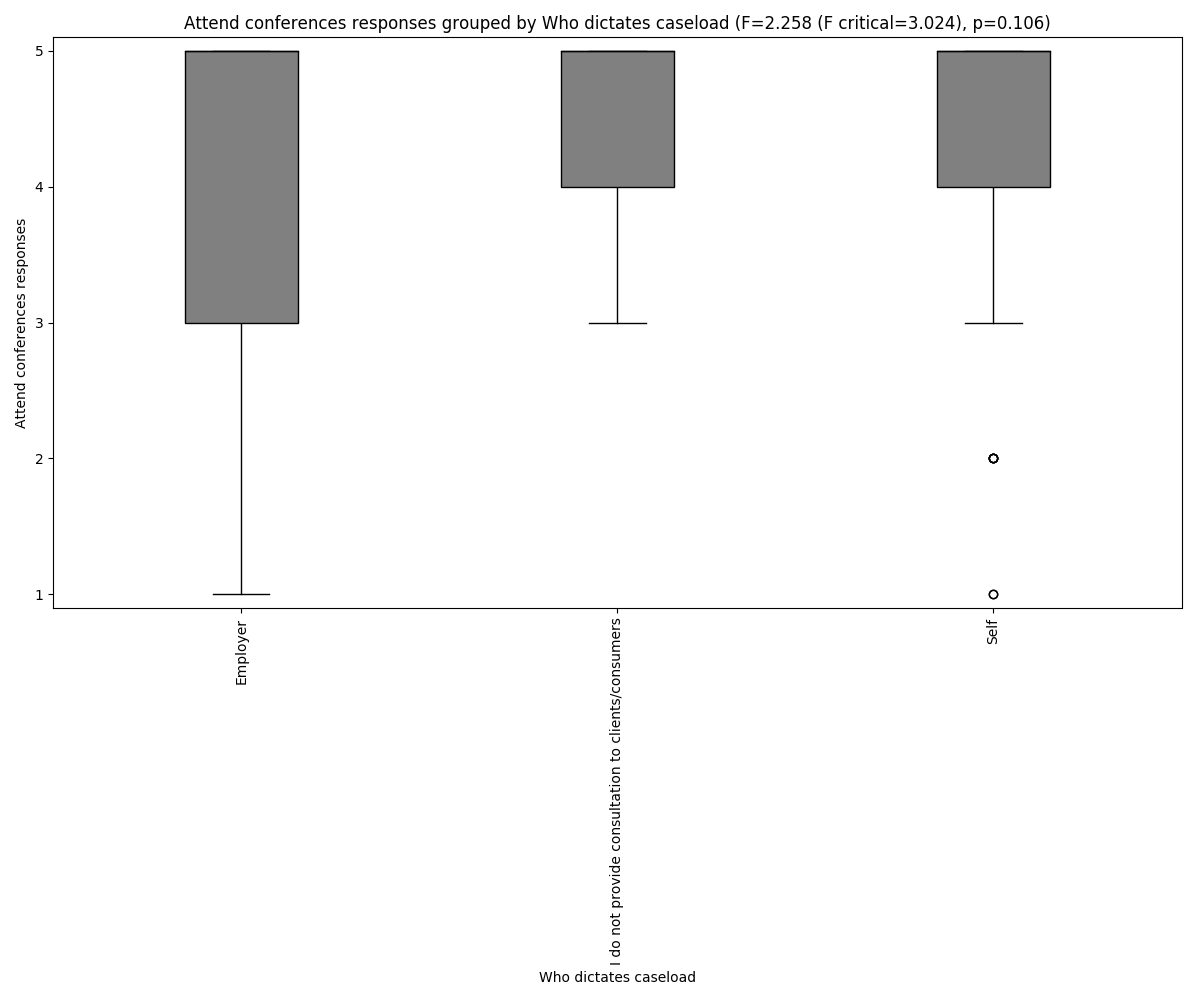 Attend conferences responses grouped by Who dictates caseload (F=2.258 (F critical=3.024), p=0.106)
Attend conferences responses
5
4
3
2
1
Employer
I do not provide consultation to clients/consumers
Self
Who dictates caseload